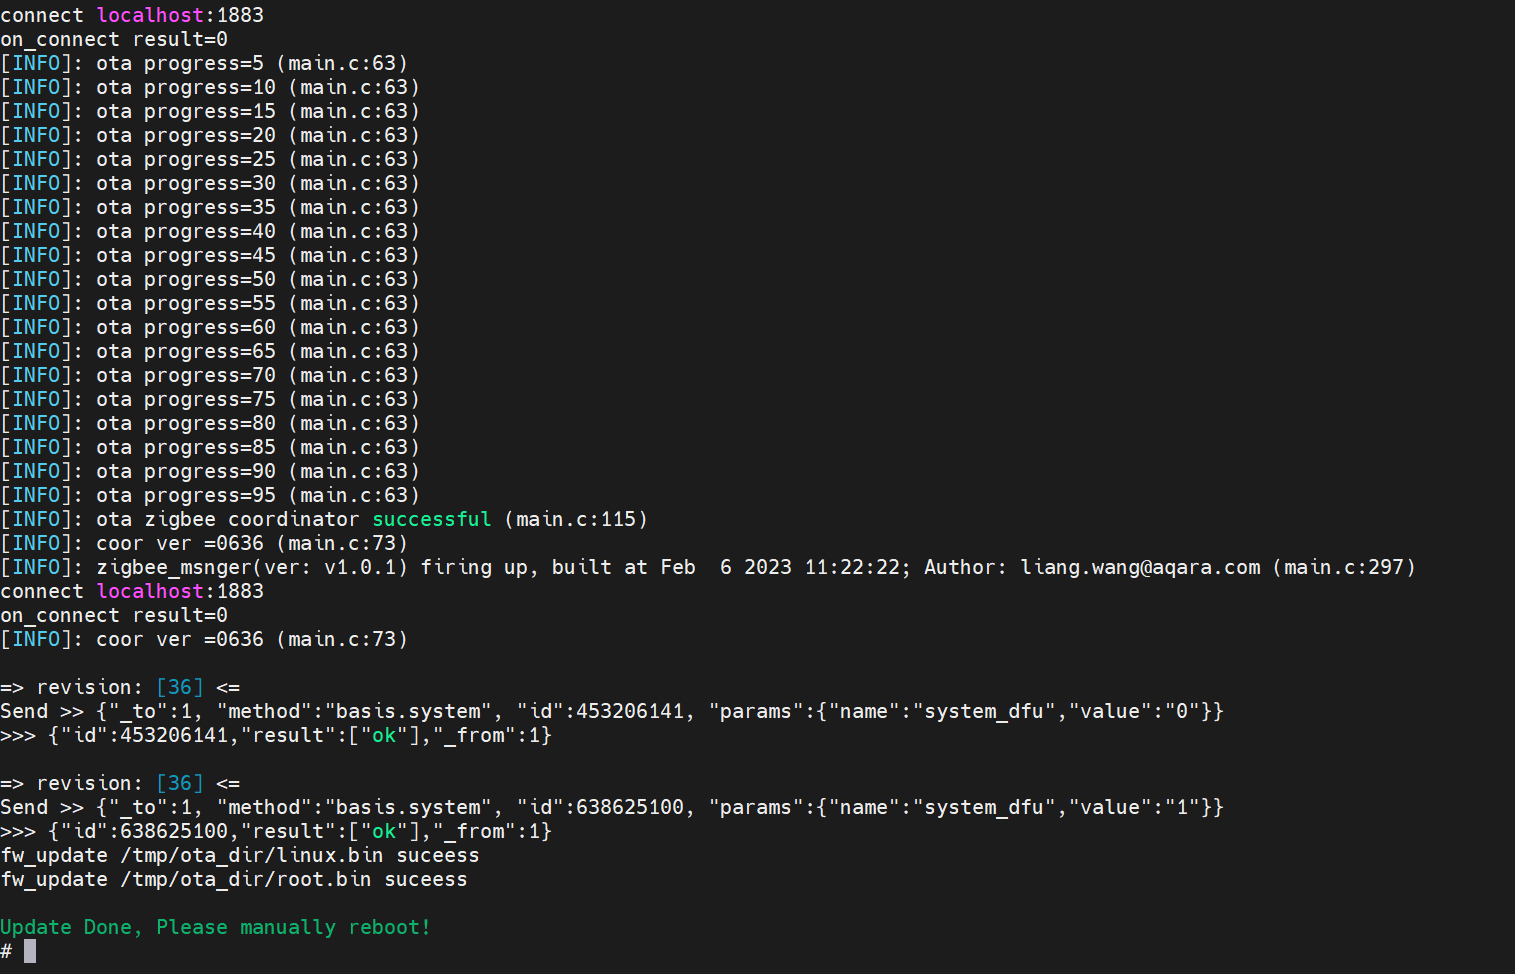 connect localhost:1883
on_connect result=0
[INFO]: ota progress=5 (main.c:63)
[INFO]: ota progress=10 (main.c:63)
[INFO]: ota progress=15 (main.c:63)
[INFO]: ota progress=20 (main.c:63)
[INFO]: ota progress=25 (main.c:63)
[INFO]: ota progress=30 (main.c:63)
[INFO]: ota progress=35 (main.c:63)
[INFO]: ota progress=40 (main.c:63)
[INFO]: ota progress=45 (main.c:63)
[INFO]: ota progress=50 (main.c:63)
[INFO]: ota progress=55 (main.c:63)
[INFO]: ota progress=60 (main.c:63)
[INFO]: ota progress=65 (main.c:63)
[INFO]: ota progress=70 (main.c:63)
[INFO]: ota progress=75 (main.c:63)
[INFO]: ota progress=80 (main.c:63)
[INFO]: ota progress=85 (main.c:63)
[INFO]: ota progress=90 (main.c:63)
[INFO]: ota progress=95 (main.c:63)
[INFO]: ota zigbee coordinator successful (main.c:115)
[INFO]: coor ver =0636 (main.c:73)
[INFO]: zigbee_msnger(ver: v1.0.1) firing up, built at Feb  6 2023 11:22:22; Author: liang.wang@aqara.com (main.c:297)
connect localhost:1883
on_connect result=0
[INFO]: coor ver =0636 (main.c:73)
=> revision: [36] <=
Send >> {"_to":1, "method":"basis.system", "id":453206141, "params":{"name":"system_dfu","value":"0"}}
>>> {"id":453206141,"result":["ok"],"_from":1}
=> revision: [36] <=
Send >> {"_to":1, "method":"basis.system", "id":638625100, "params":{"name":"system_dfu","value":"1"}}
>>> {"id":638625100,"result":["ok"],"_from":1}
fw_update /tmp/ota_dir/linux.bin suceess
fw_update /tmp/ota_dir/root.bin suceess
Update Done, Please manually reboot!
#